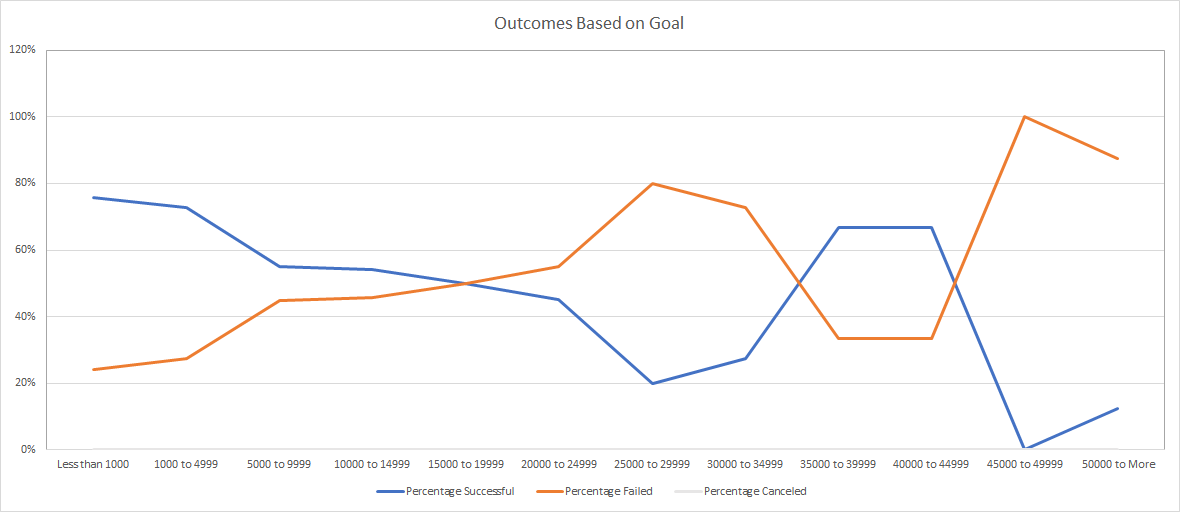 Outcomes Based on Goal
120%
100%
80%
60%
40%
20%
0%
Less than 1000 1000 to 4999 5000 to 9999 10000 to 14999 15000 to 19999 20000 to 24999 25000 to 29999 30000 to 34999 35000 to 39999 40000 to 44999 45000 to 49999 50000 to More
Percentage Successful Percentage Failed Percentage Canceled